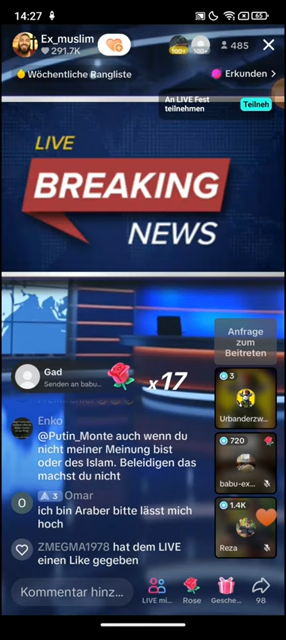 14:27
65
Ex_muslim
291.7K
100+
485
Wöchentliche Rangliste
Erkunden >
An LIVE Fest
teilnehmen
Teilneh
LIVE
BREAKING
NEWS
Anfrage
zum
Beitreten
Gad
Senden an babu...
x17
3
Urbanderzw...
Enko
@Putin_Monte auch wenn du
nicht meiner Meinung bist
oder des Islam. Beleidigen das
machst du nicht
720
babu-ex...
O
3 Omar
ich bin Araber bitte lässt mich
hoch
1.4K
Reza
ZMEGMA1978 hat dem LIVE
einen Like gegeben
Kommentar hinz...
LIVE mi...
Rose
Gesche...
98